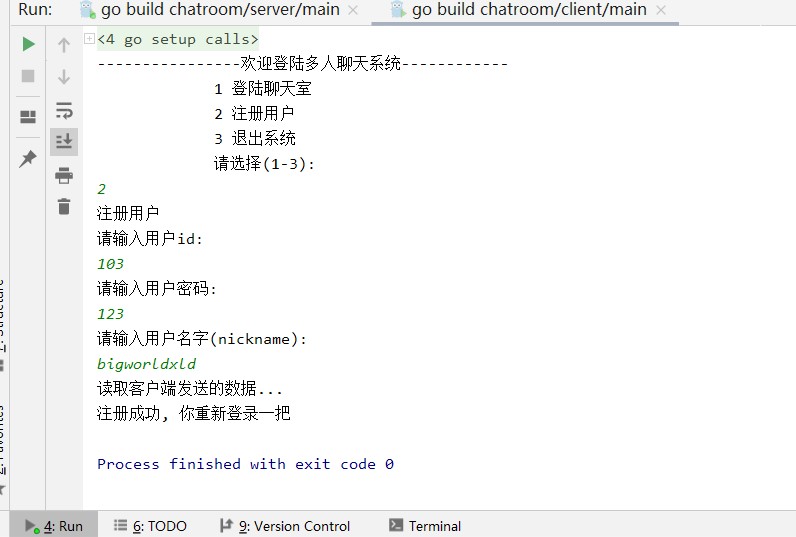 Run: go build chatroom/server/main × go build chatroom/client/main ×
<4 go setup calls>
----------------欢迎登陆多人聊天系统------------
1 登陆聊天室
2 注册用户
3 退出系统
请选择(1-3):
2
注册用户
请输入用户id:
103
请输入用户密码:
123
请输入用户名字(nickname):
bigworldxld
读取客户端发送的数据...
注册成功, 你重新登录一把
Process finished with exit code 0
4: Run 6: TODO 9: Version Control Terminal